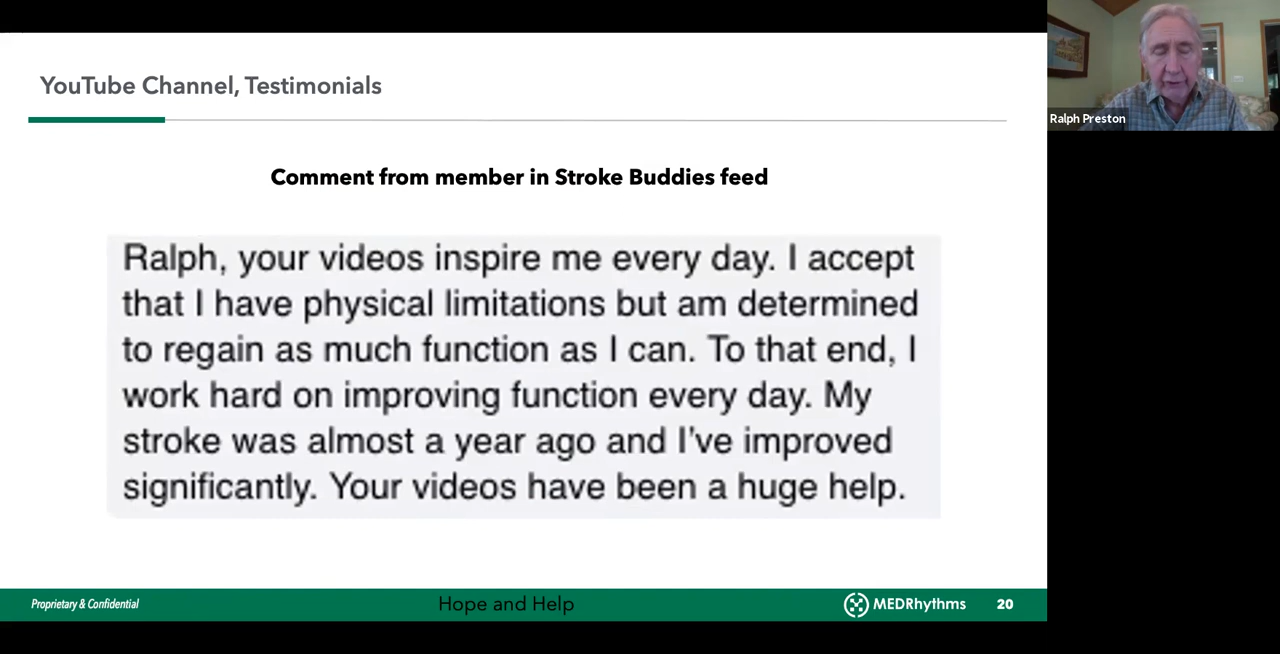 YouTube Channel, Testimonials
Comment from member in Stroke Buddies feed
Ralph, your videos inspire me every day. I accept
that I have physical limitations but am determined
to regain as much function as I can. To that end, I
work hard on improving function every day. My
stroke was almost a year ago and I've improved
significantly. Your videos have been a huge help.
Proprietary & Confidential
Hope and Help
MEDRhythms
20
Ralph Preston